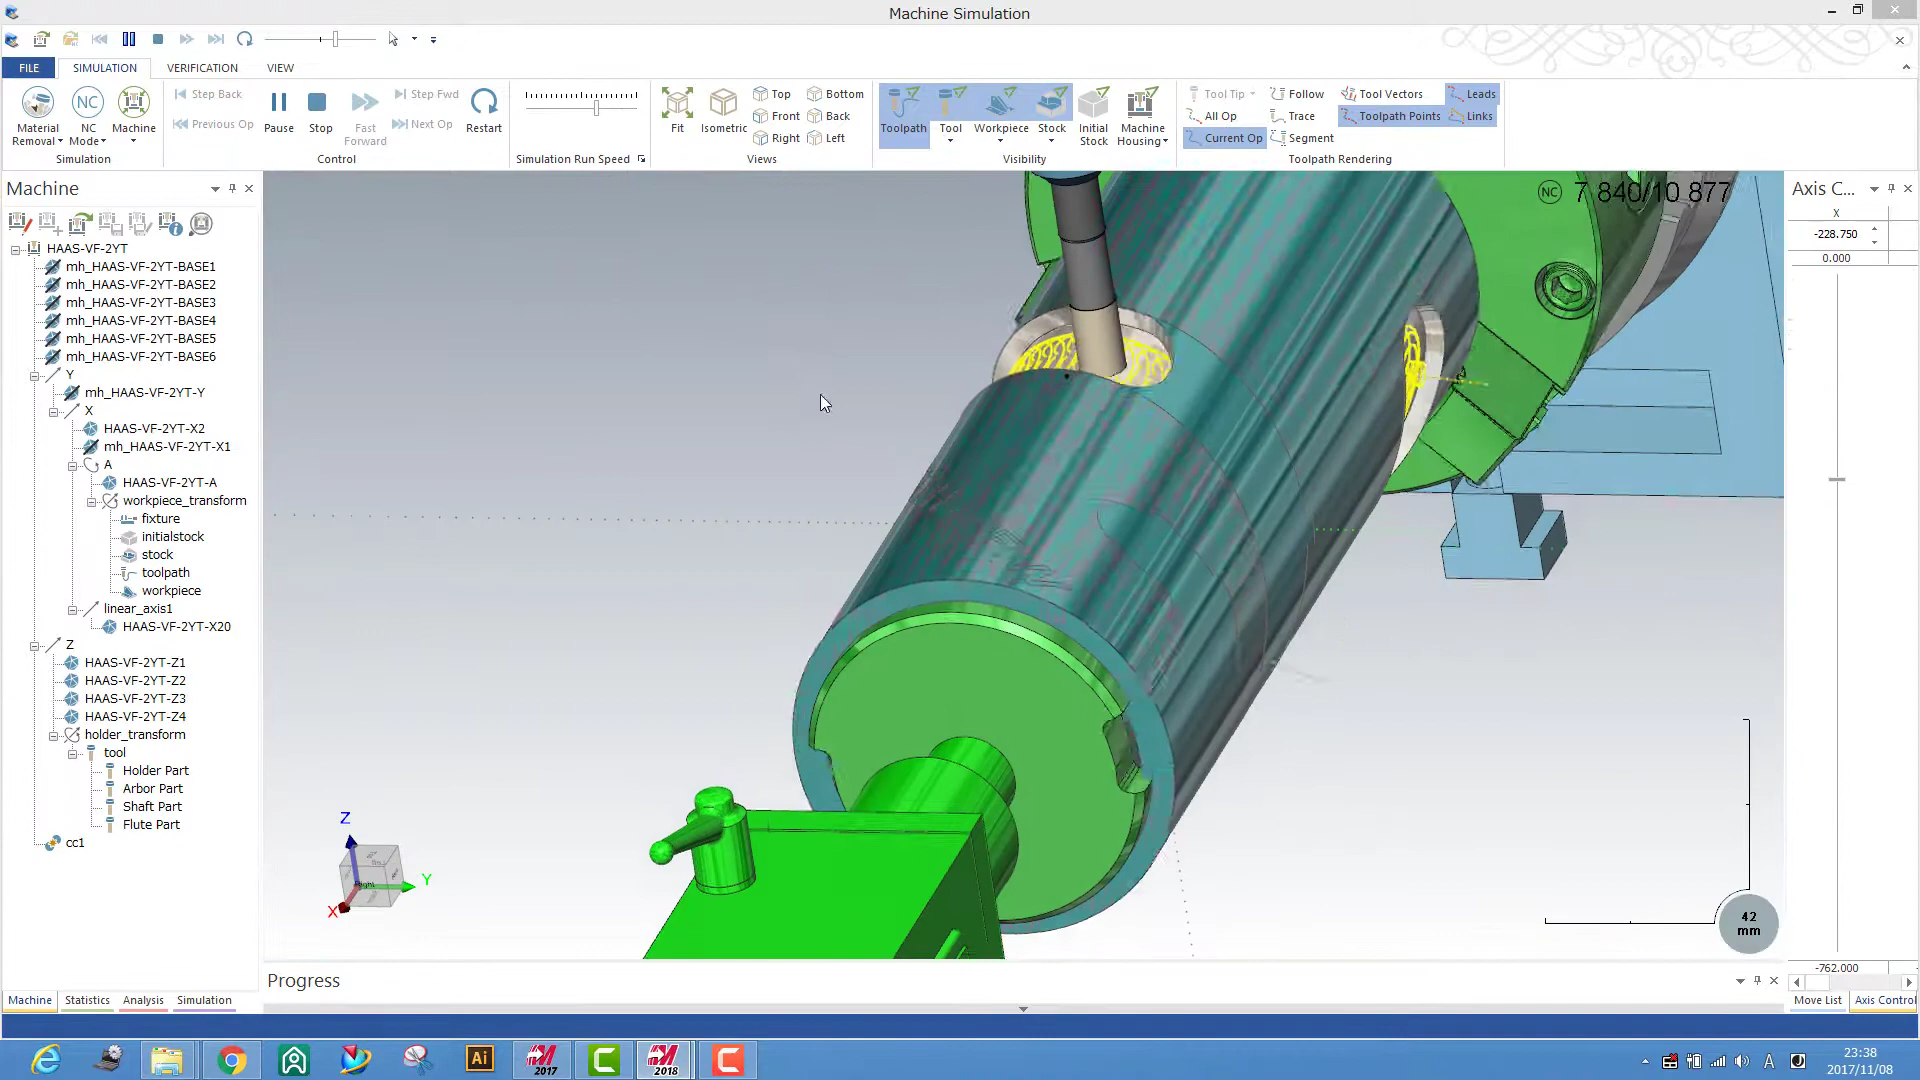 Machine Simulation
FILE
SIMULATION
VERIFICATION
VIEW
Material Removal
NC Mode
Machine
Simulation
Step Back
Previous Op
Pause
Stop
Fast Forward
Step Fwd
Next Op
Restart
Control
Simulation Run Speed
Fit
Isometric
Top
Front
Right
Bottom
Back
Left
Views
Toolpath
Tool
Workpiece
Stock
Initial Stock
Machine Housing
Visibility
Tool Tip
All Op
Current Op
Follow
Trace
Segment
Tool Vectors
Toolpath Points
Leads
Links
Toolpath Rendering
Machine
HAAS-VF-2YT
mh_HAAS-VF-2YT-BASE1
mh_HAAS-VF-2YT-BASE2
mh_HAAS-VF-2YT-BASE3
mh_HAAS-VF-2YT-BASE4
mh_HAAS-VF-2YT-BASE5
mh_HAAS-VF-2YT-BASE6
Y
mh_HAAS-VF-2YT-Y
X
HAAS-VF-2YT-X2
mh_HAAS-VF-2YT-X1
A
HAAS-VF-2YT-A
workpiece_transform
fixture
initialstock
stock
toolpath
workpiece
linear_axis1
HAAS-VF-2YT-X20
Z
HAAS-VF-2YT-Z1
HAAS-VF-2YT-Z2
HAAS-VF-2YT-Z3
HAAS-VF-2YT-Z4
holder_transform
tool
Holder Part
Arbor Part
Shaft Part
Flute Part
cc1
Machine
Statistics
Analysis
Simulation
NC 7 840/10 877
Z
Y
X
Right
42
mm
Progress
Axis C...
X
-228.750
0.000
-762.000
Move List
Axis Control
Ai
2017
2018
A
23:38
2017/11/08